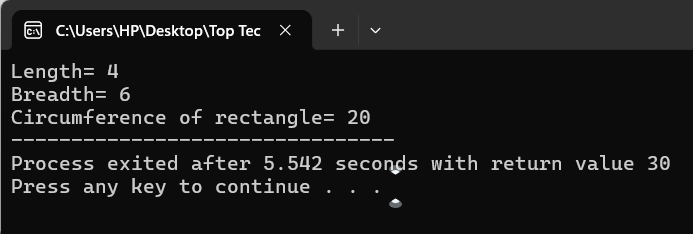 C:\Users\HP\Desktop\Top Tec
Length= 4
Breadth= 6
Circumference of rectangle= 20
--------------------------------
Process exited after 5.542 seconds with return value 30
Press any key to continue . . .